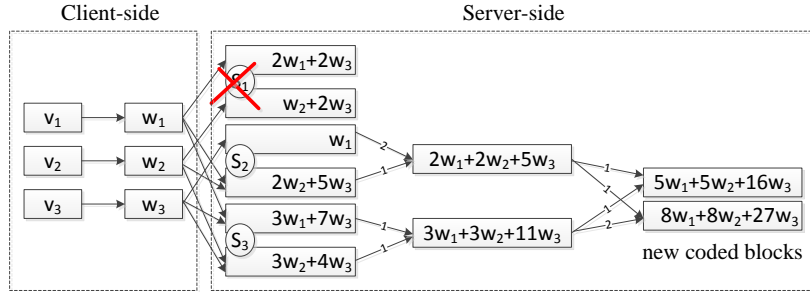 Client-side
Server-side
v1
v2
v3
w1
w2
w3
S1
2w1+2w3
w2+2w3
S2
w1
2w2+5w3
S3
3w1+7w3
3w2+4w3
2
1
1
1
2w1+2w2+5w3
3w1+3w2+11w3
1
1
1
2
5w1+5w2+16w3
8w1+8w2+27w3
new coded blocks